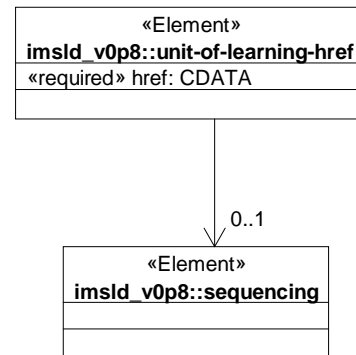 «Element»
imsld_v0p8::unit-of-learning-href
«required» href: CDATA
0..1
«Element»
imsld_v0p8::sequencing